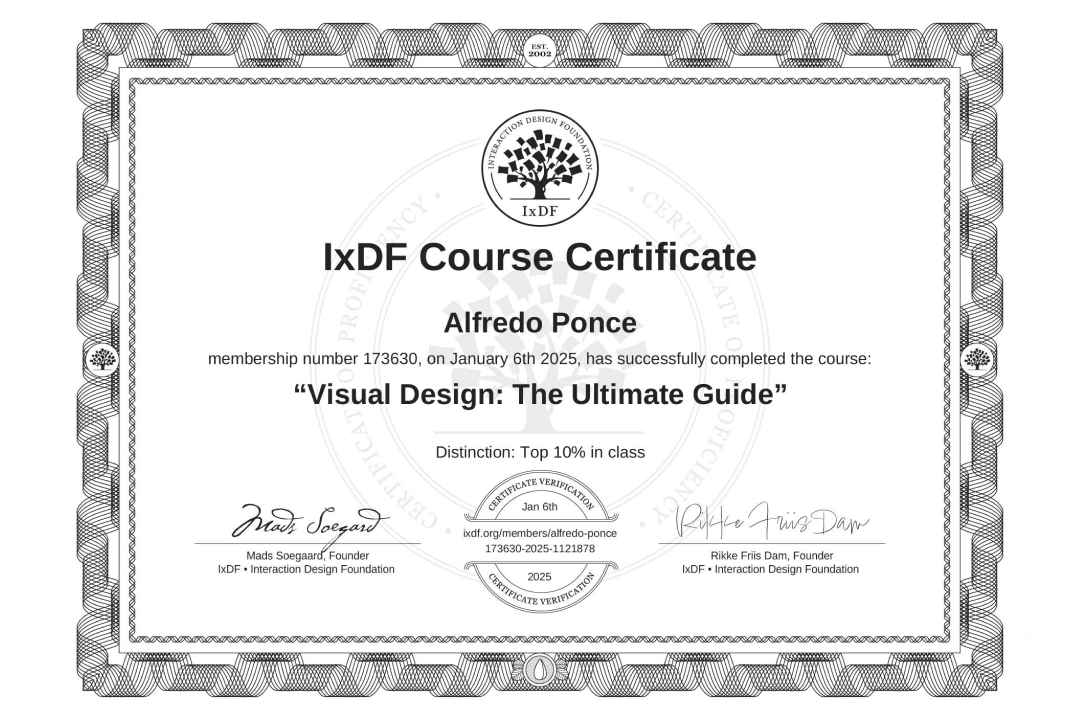 EST.
2002
INTERACTION DESIGN FOUNDATION
IxDF
IxDF Course Certificate
Alfredo Ponce
membership number 173630, on January 6th 2025, has successfully completed the course:
“Visual Design: The Ultimate Guide”
Distinction: Top 10% in class
CERTIFICATE OF PROFICIENCY • CERTIFICATE OF PROFICIENCY •
CERTIFICATE VERIFICATION
Jan 6th
ixdf.org/members/alfredo-ponce
173630-2025-1121878
2025
CERTIFICATE VERIFICATION
Mads Soegaard
Mads Soegaard, Founder
IxDF • Interaction Design Foundation
Rikke Friis Dam
Rikke Friis Dam, Founder
IxDF • Interaction Design Foundation